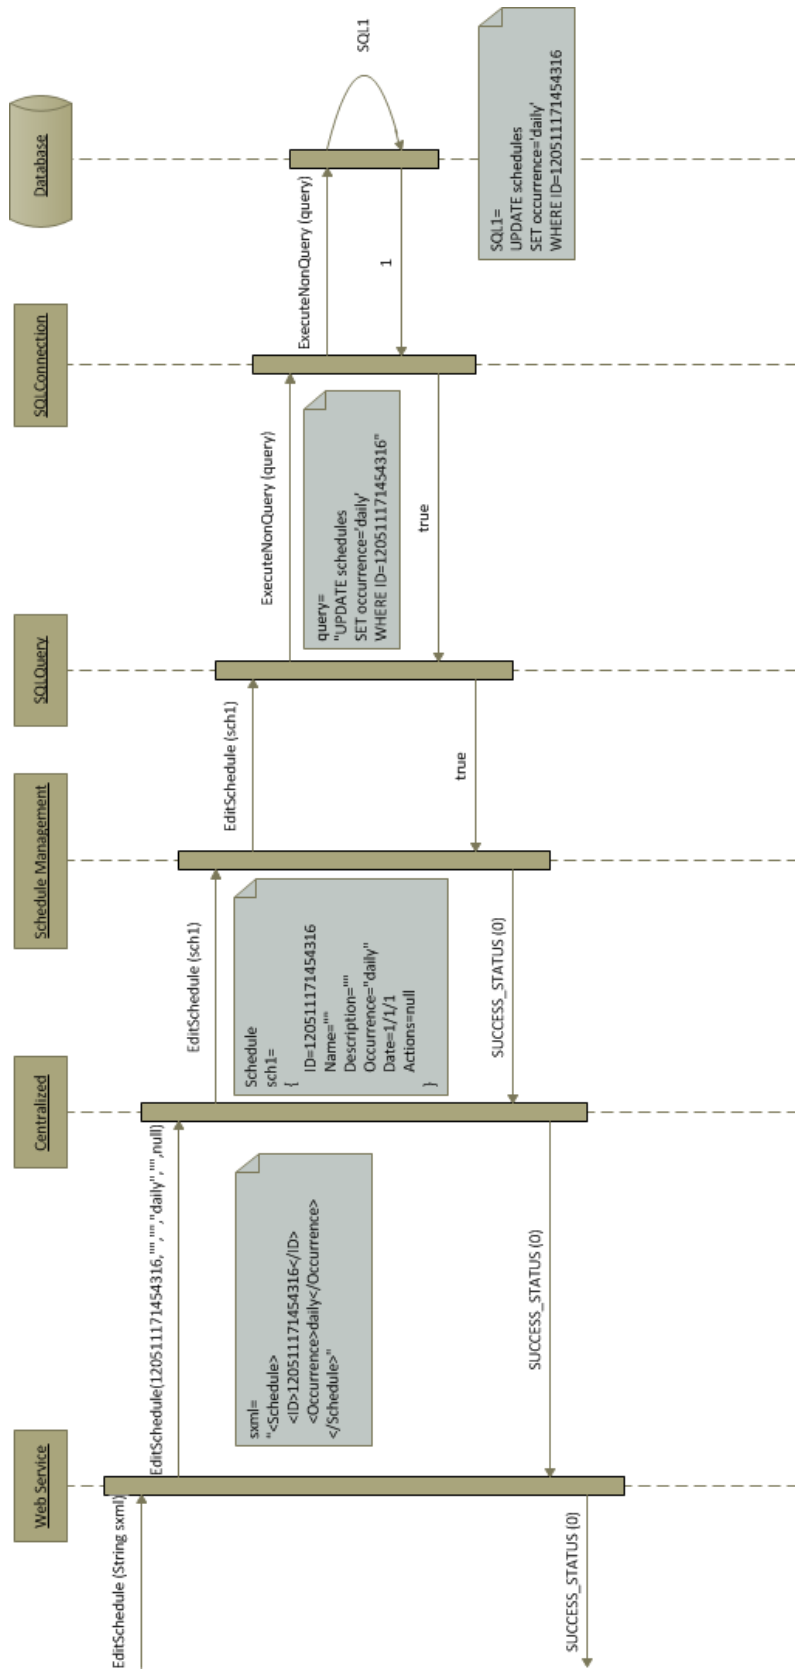 Web Service
Centralized
Schedule Management
SQLQuery
SQLConnection
Database
EditSchedule (String sxml)
EditSchedule(120511171454316,"","","daily","",null)
EditSchedule (sch1)
EditSchedule (sch1)
ExecuteNonQuery (query)
ExecuteNonQuery (query)
SQL1
sxml=
"<Schedule>
<ID>120511171454316</ID>
<Occurrence>daily</Occurrence>
</Schedule>"
Schedule
sch1=
{
ID=120511171454316
Name=""
Description=""
Occurrence="daily"
Date=1/1/1
Actions=null
}
query=
"UPDATE schedules
SET occurrence='daily'
WHERE ID=120511171454316"
1
SQL1=
UPDATE schedules
SET occurrence='daily'
WHERE ID=120511171454316
true
true
SUCCESS_STATUS (0)
SUCCESS_STATUS (0)
SUCCESS_STATUS (0)